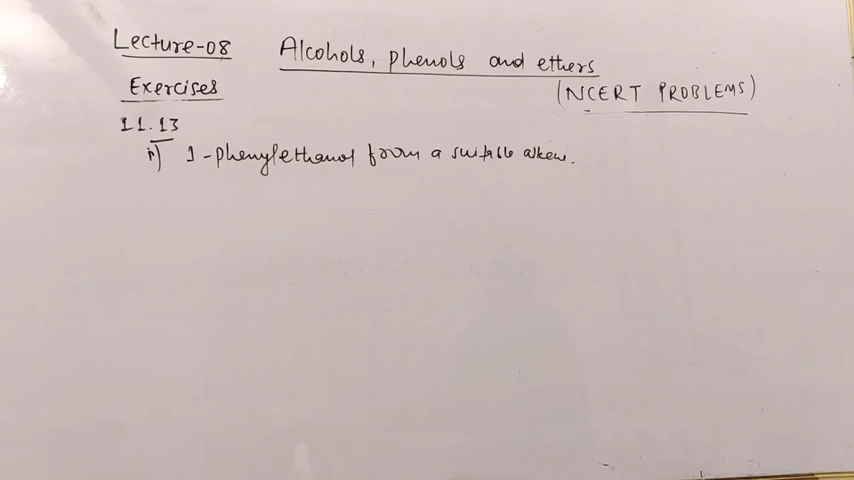 Lecture-08 Alcohols, phenols and ethers
Exercises (NCERT PROBLEMS)
11.13
i) 1-phenylethanol from a suitable alkene.